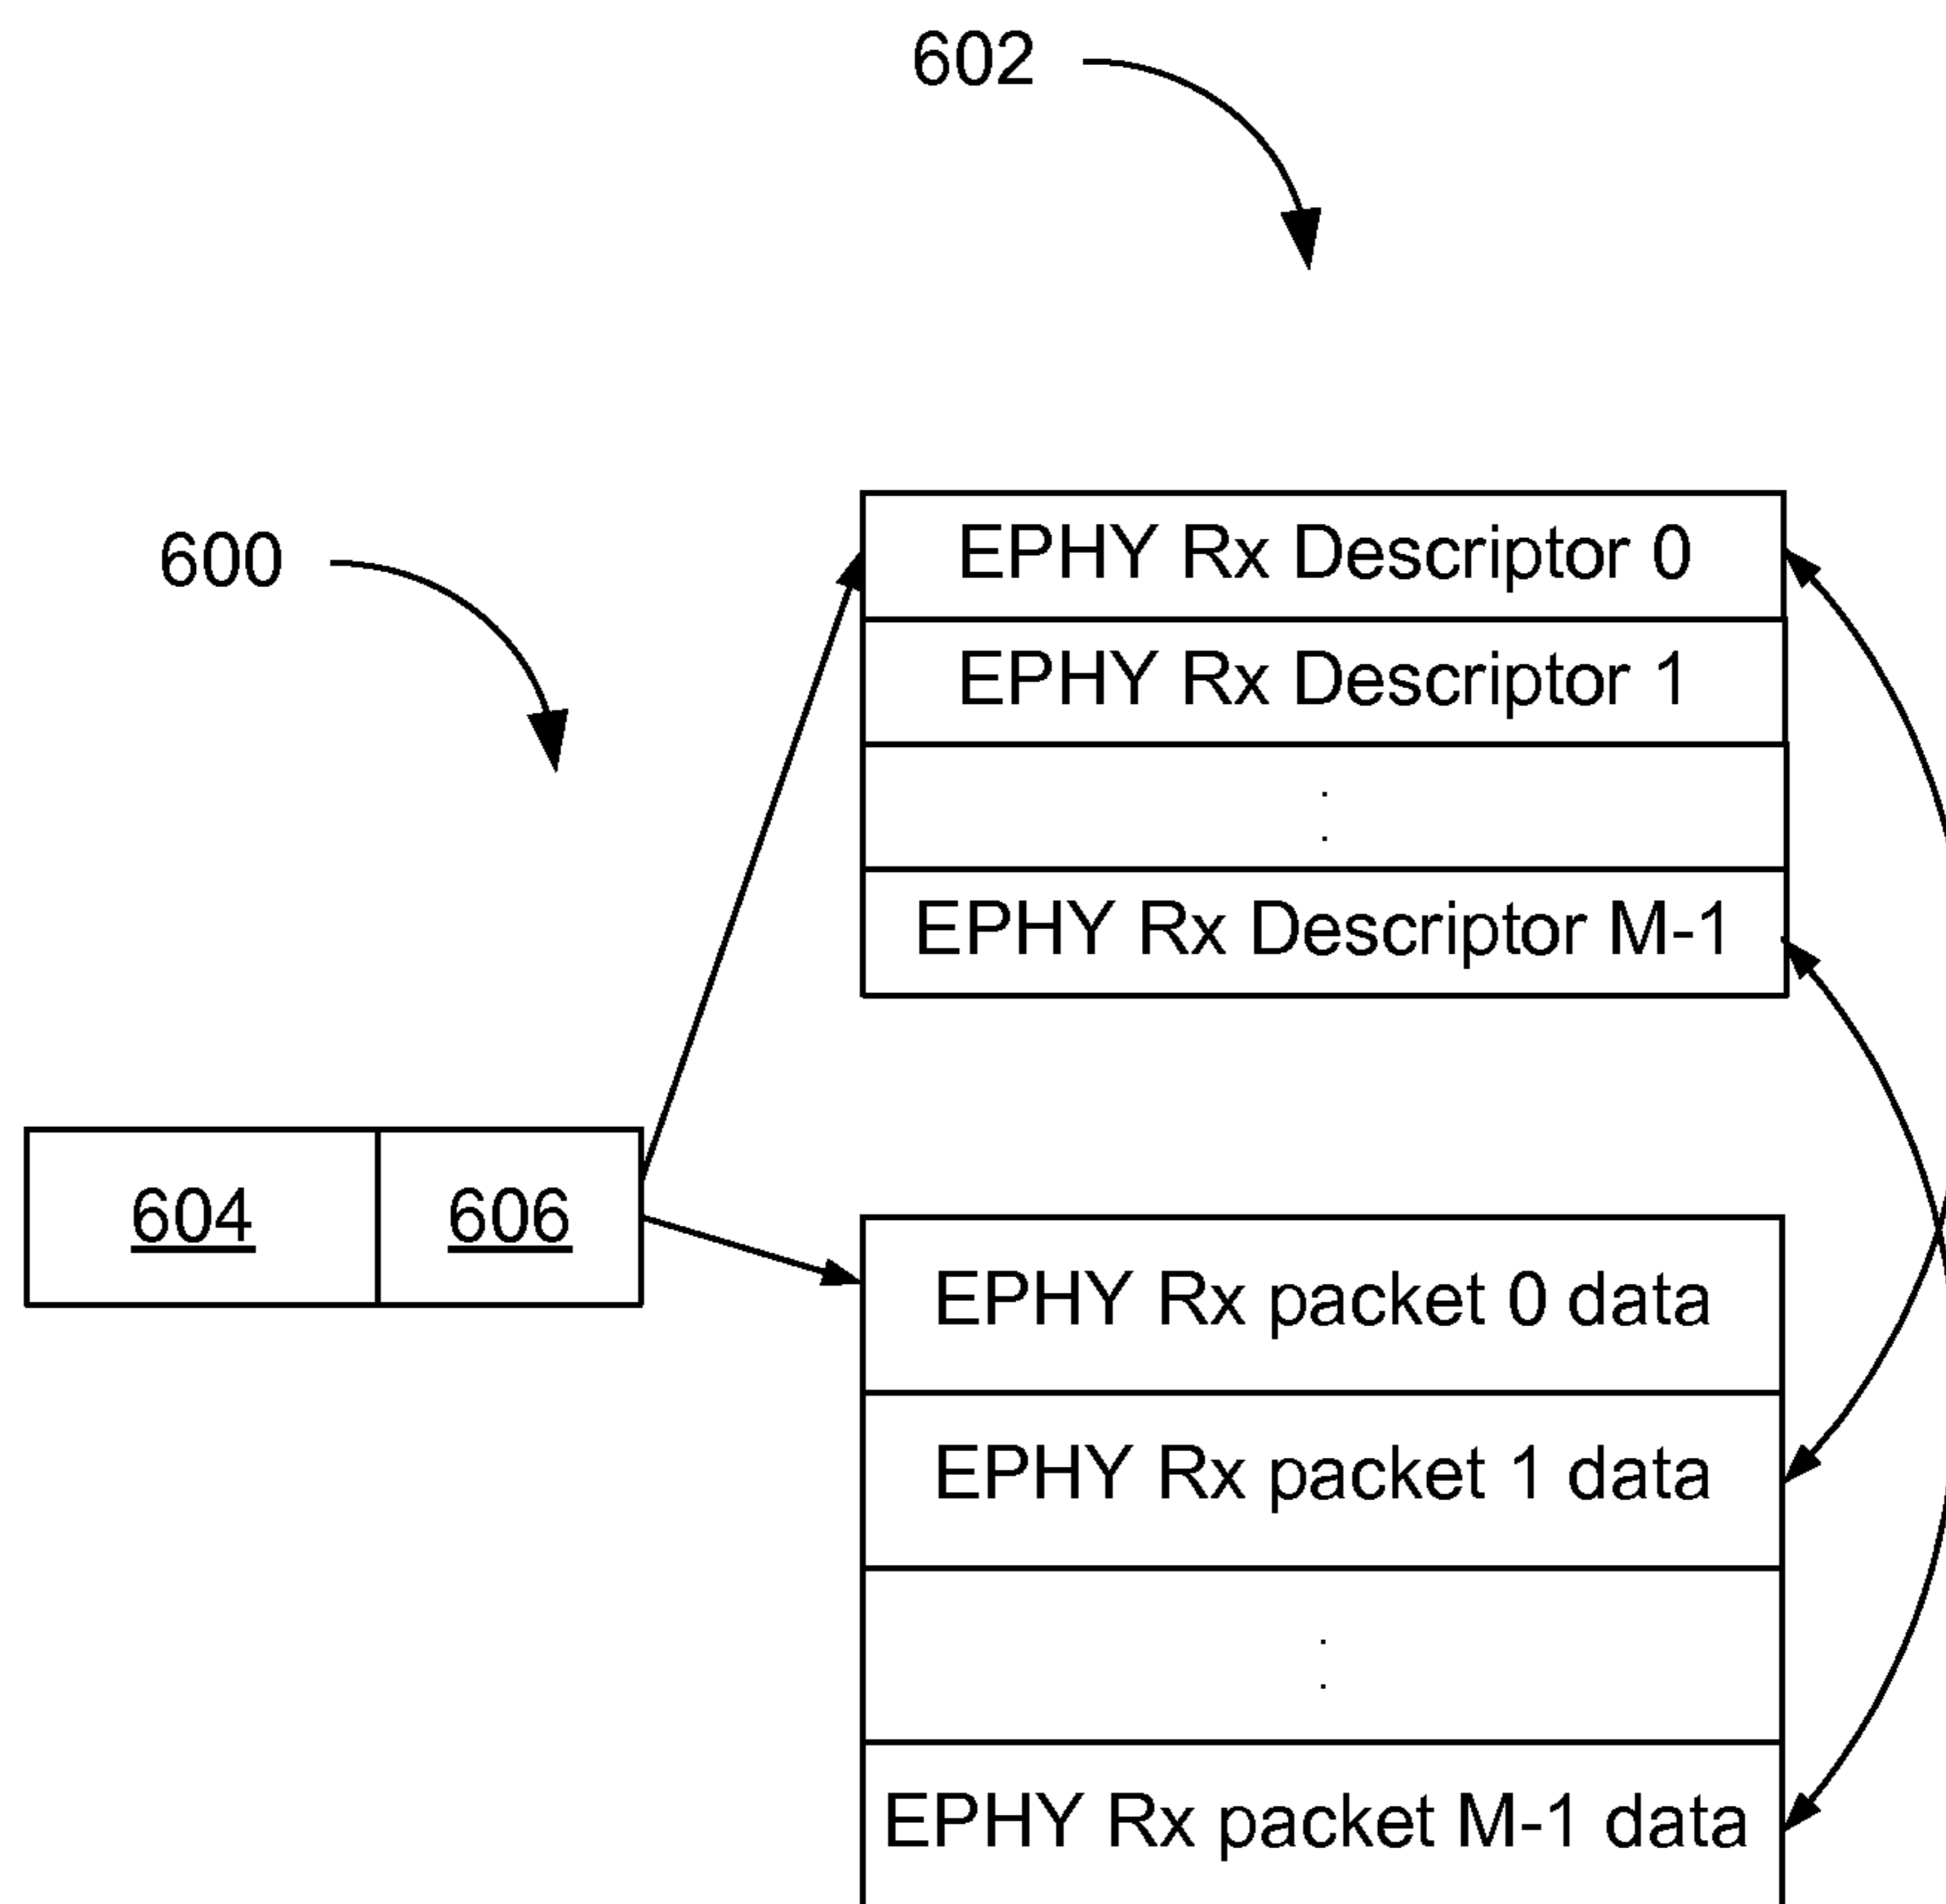 602
600
EPHY Rx Descriptor 0
EPHY Rx Descriptor 1
:
EPHY Rx Descriptor M-1
604 606
EPHY Rx packet 0 data
EPHY Rx packet 1 data
:
EPHY Rx packet M-1 data